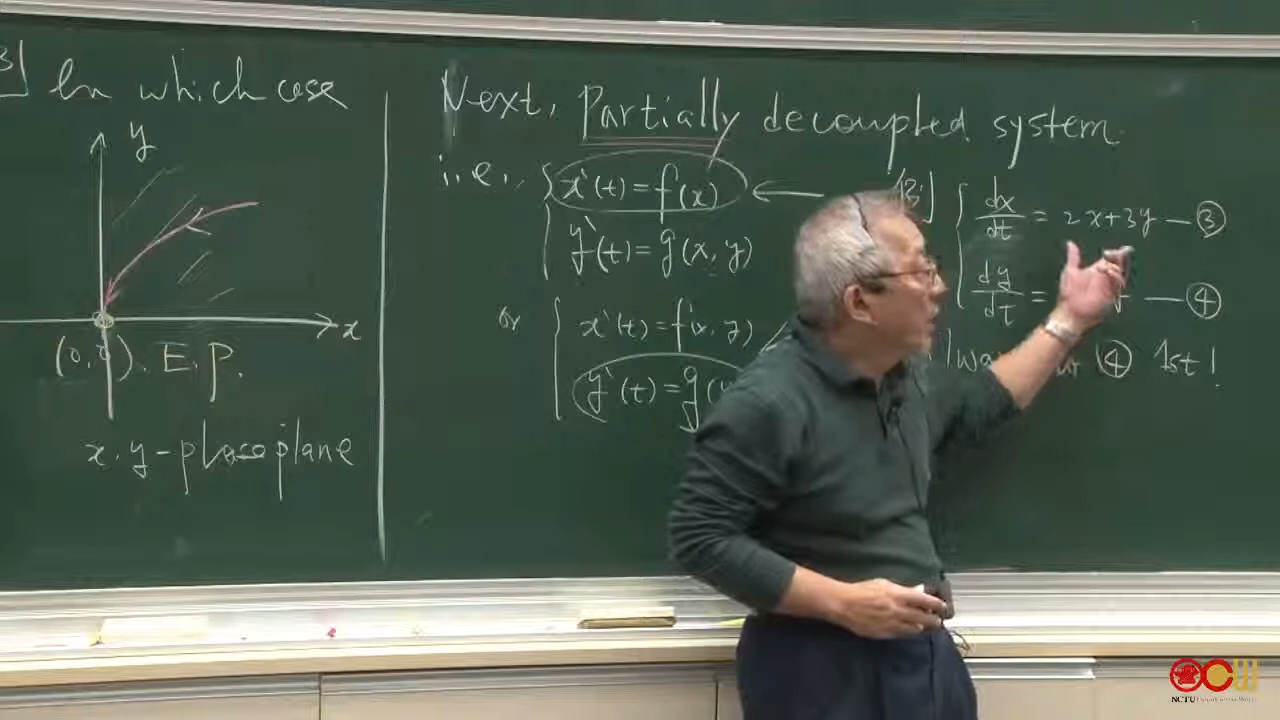 In which case
y
x
(0,0). E.P.
x.y-phase plane
Next, Partially decoupled system.
i.e., x'(t)=f(x)
y'(t)=g(x,y)
or x'(t)=f(x,y)
y'(t)=g(
dx/dt = 2x+3y — ③
dy/dt = — ④
④ 1st!
NCTU